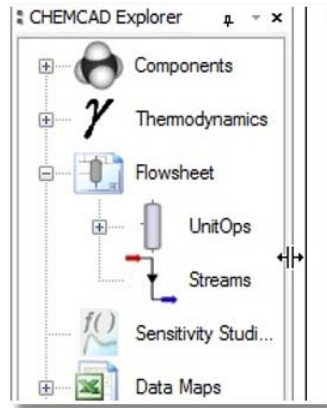 CHEMCAD Explorer
Components
γ Thermodynamics
Flowsheet
UnitOps
Streams
f() Sensitivity Studi...
Data Maps